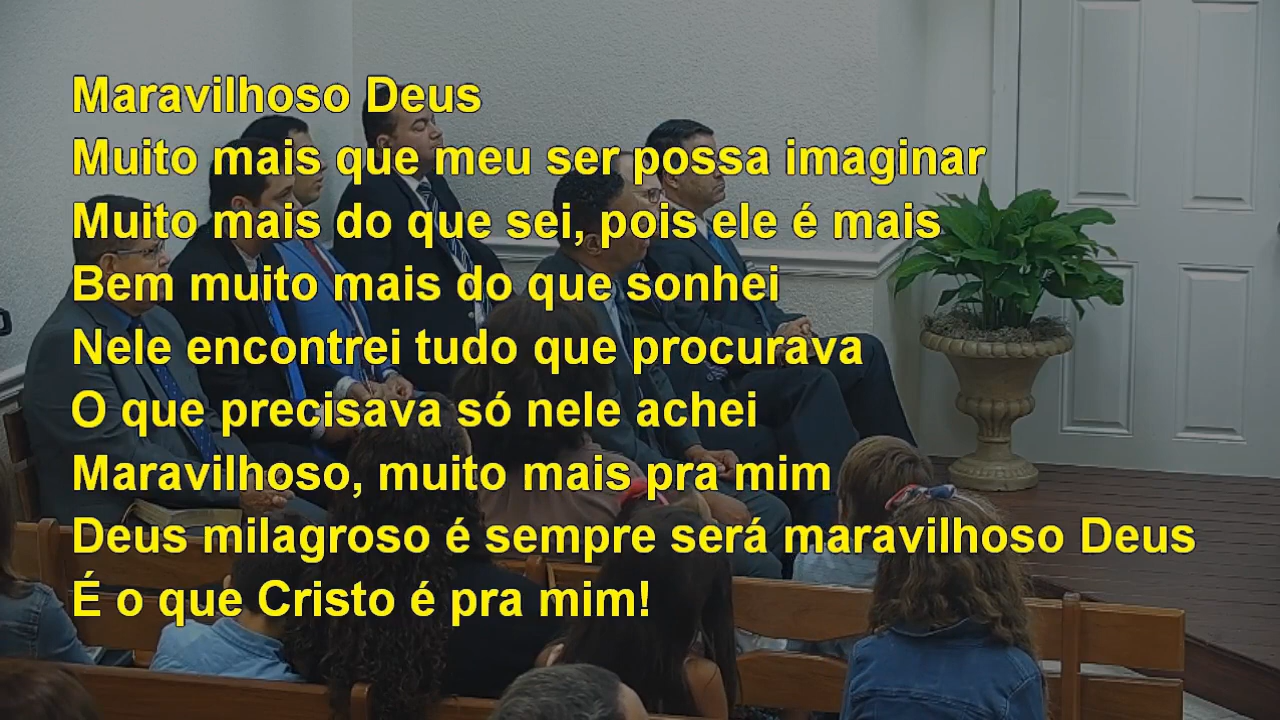 Maravilhoso Deus
Muito mais que meu ser possa imaginar
Muito mais do que sei, pois ele é mais
Bem muito mais do que sonhei
Nele encontrei tudo que procurava
O que precisava só nele achei
Maravilhoso, muito mais pra mim
Deus milagroso é sempre será maravilhoso Deus
É o que Cristo é pra mim!